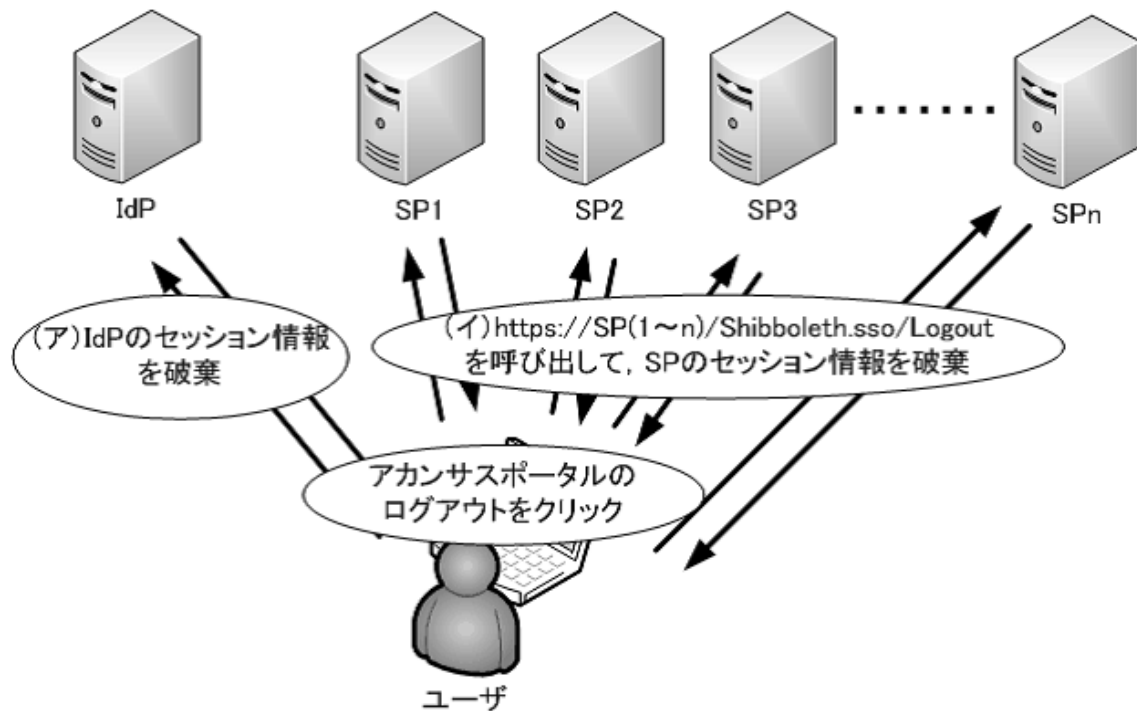 IdP
SP1
SP2
SP3
SPn
(ア)IdPのセッション情報
を破棄
(イ)https://SP(1～n)/Shibboleth.sso/Logout
を呼び出して，SPのセッション情報を破棄
アカンサスポータルの
ログアウトをクリック
ユーザ